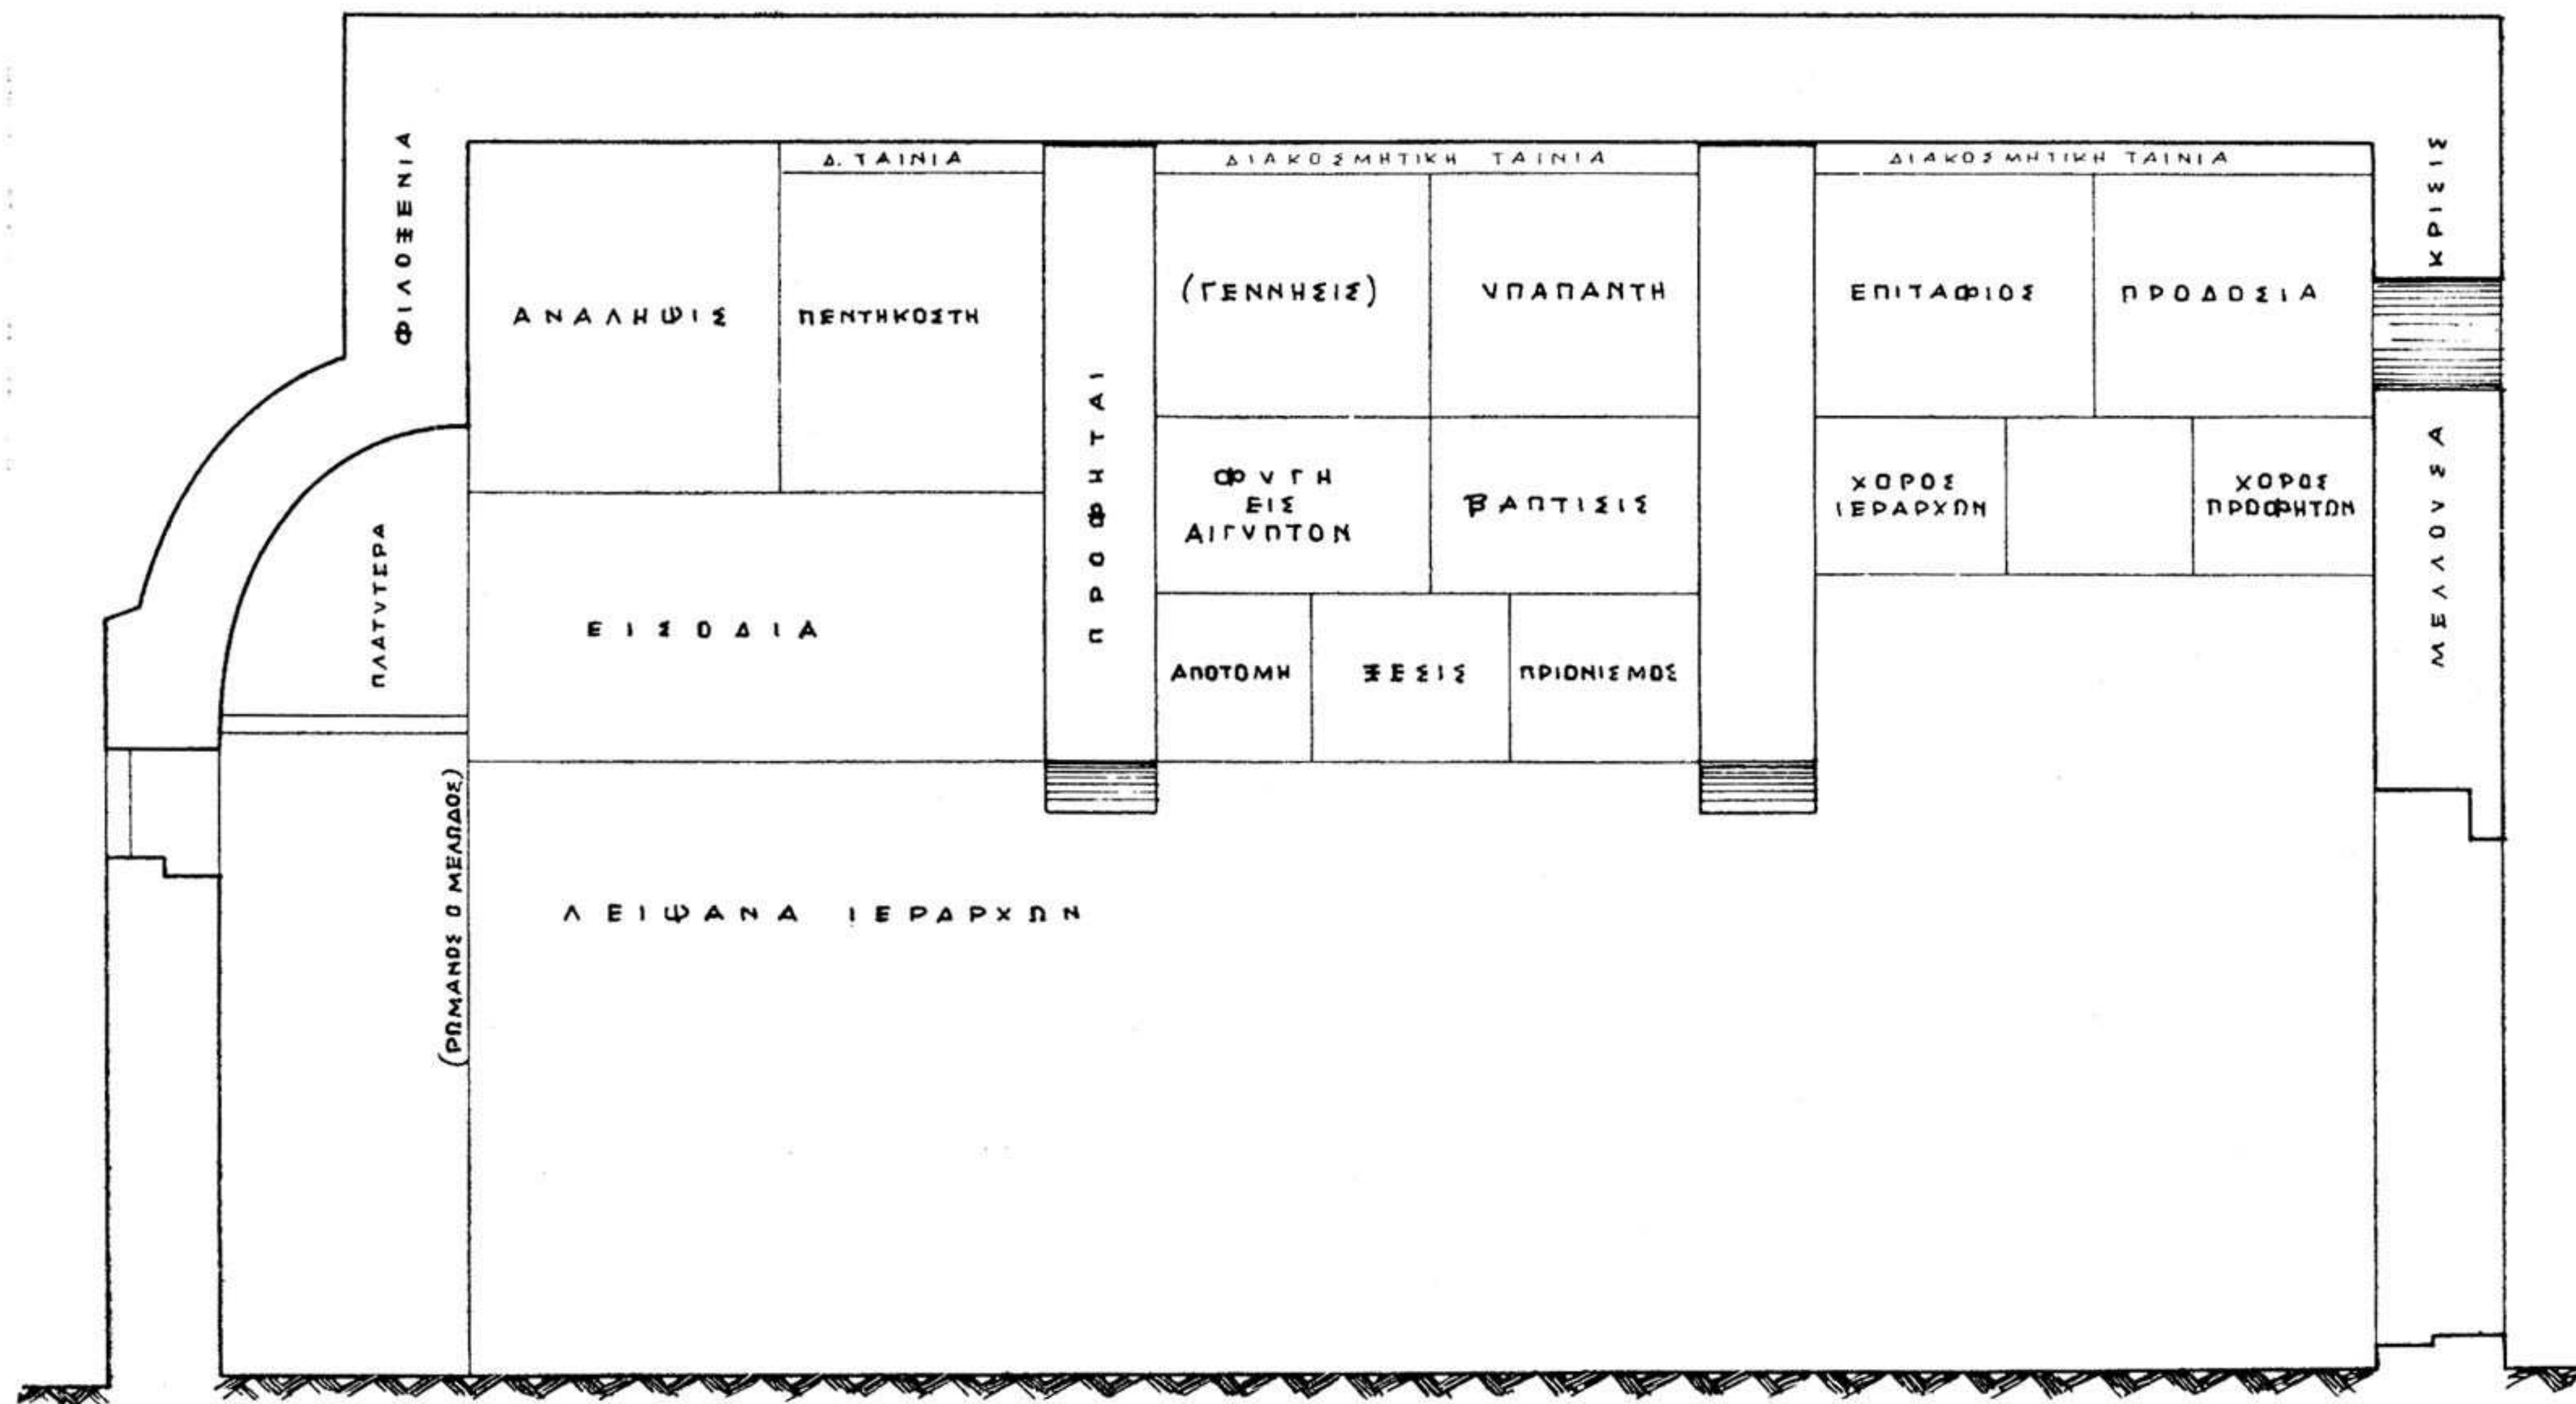 ΦΙΛΟΞΕΝΙΑ
ΠΛΑΤΥΤΕΡΑ
(ΡΩΜΑΝΟΣ Ο ΜΕΛΩΔΟΣ)
ΑΝΑΛΗΨΙΣ
Δ. ΤΑΙΝΙΑ
ΠΕΝΤΗΚΟΣΤΗ
ΕΙΣΟΔΙΑ
ΛΕΙΨΑΝΑ ΙΕΡΑΡΧΩΝ
ΠΡΟΦΗΤΑΙ
ΔΙΑΚΟΣΜΗΤΙΚΗ ΤΑΙΝΙΑ
(ΓΕΝΝΗΣΙΣ)
ΥΠΑΠΑΝΤΗ
ΦΥΓΗ
ΕΙΣ
ΑΙΓΥΠΤΟΝ
ΒΑΠΤΙΣΙΣ
ΑΠΟΤΟΜΗ
ΞΕΣΙΣ
ΠΡΙΟΝΙΣΜΟΣ
ΔΙΑΚΟΣΜΗΤΙΚΗ ΤΑΙΝΙΑ
ΕΠΙΤΑΦΙΟΣ
ΠΡΟΔΟΣΙΑ
ΧΟΡΟΣ
ΙΕΡΑΡΧΩΝ
ΧΟΡΟΣ
ΠΡΟΦΗΤΩΝ
ΜΕΛΛΟΥΣΑ ΚΡΙΣΙΣ